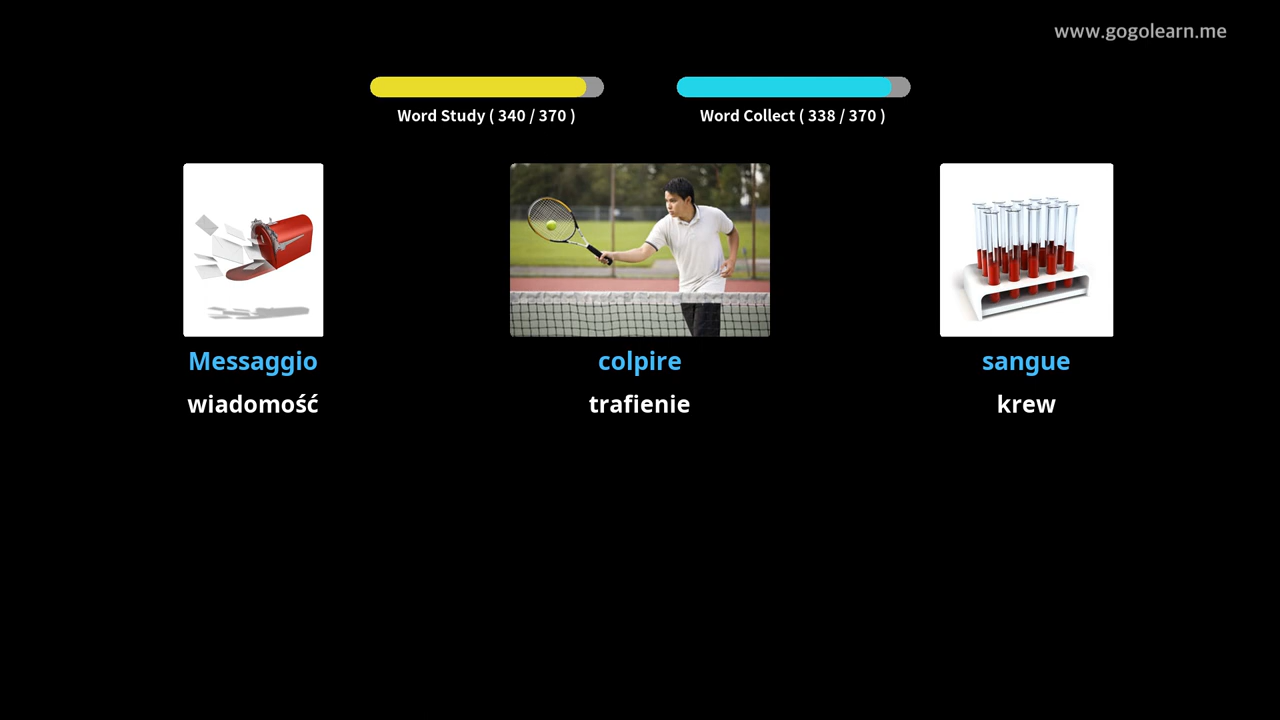 www.gogolearn.me
Word Study ( 340 / 370 )
Word Collect ( 338 / 370 )
Messaggio
colpire
sangue
wiadomość
trafienie
krew